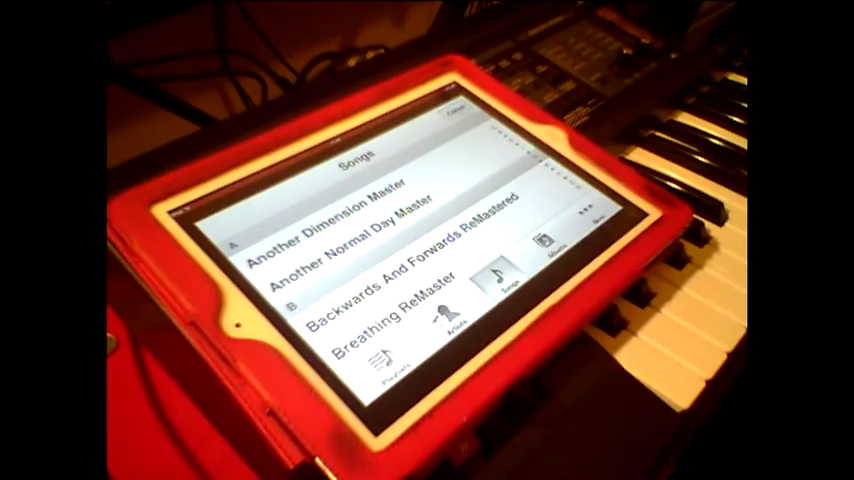 Songs
Cancel
A
Another Dimension Master
Another Normal Day Master
B
Backwards And Forwards ReMastered
Breathing ReMaster
Playlists
Artists
Songs
Albums
More